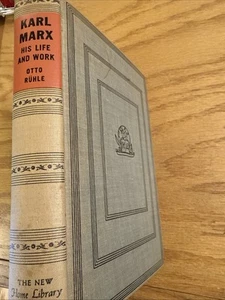 KARL
MARX
HIS LIFE
AND WORK
OTTO
RÜHLE
THE NEW
Home Library